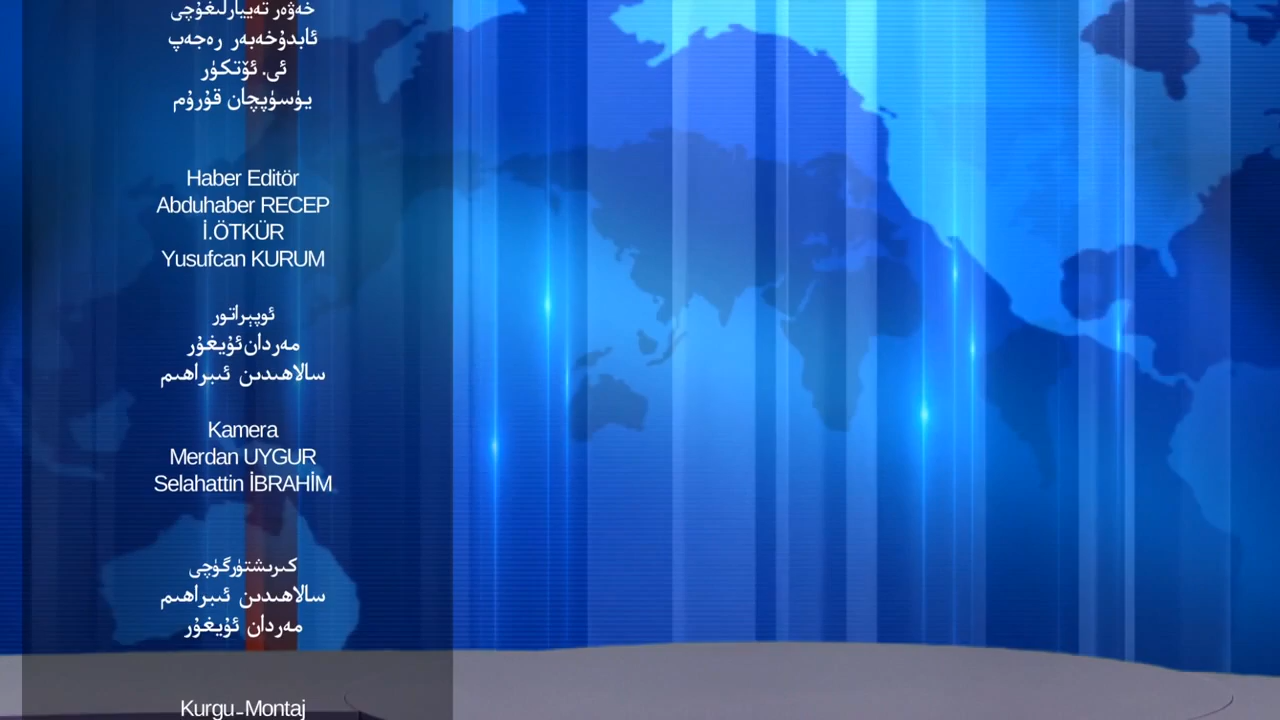 خەۋەر تەييارلىغۇچى
ئابدۇخەبەر رەجەپ
ئى. ئۆتكۈر
يۈسۈپچان قۇرۇم
Haber Editör
Abduhaber RECEP
İ.ÖTKÜR
Yusufcan KURUM
ئوپېراتور
مەردان ئۇيغۇر
سالاھىدىن ئىبراھىم
Kamera
Merdan UYGUR
Selahattin İBRAHİM
كىرىشتۈرگۈچى
سالاھىدىن ئىبراھىم
مەردان ئۇيغۇر
Kurgu-Montaj